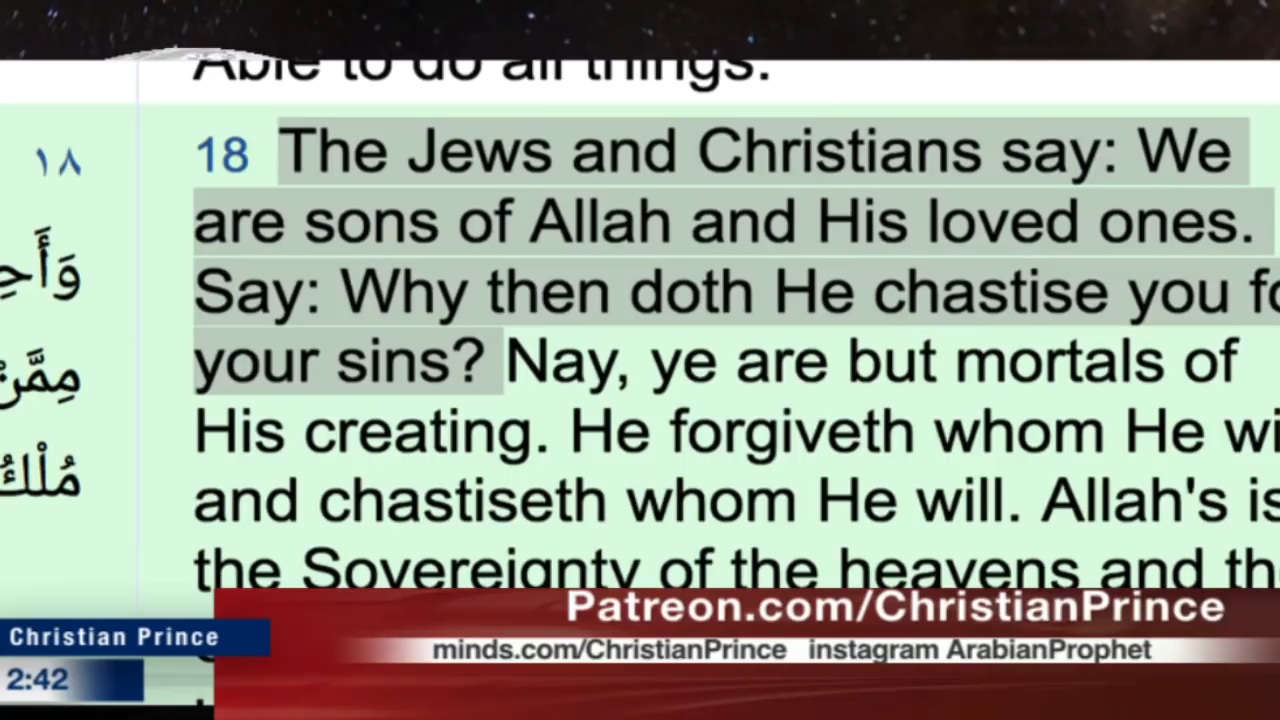 Able to do all things.
18 The Jews and Christians say: We
are sons of Allah and His loved ones.
Say: Why then doth He chastise you fo
your sins? Nay, ye are but mortals of
His creating. He forgiveth whom He wi
and chastiseth whom He will. Allah's is
the Sovereignty of the heavens and th
١٨
مُلْكُ
Patreon.com/ChristianPrince
Christian Prince
minds.com/ChristianPrince instagram ArabianProphet
2:42